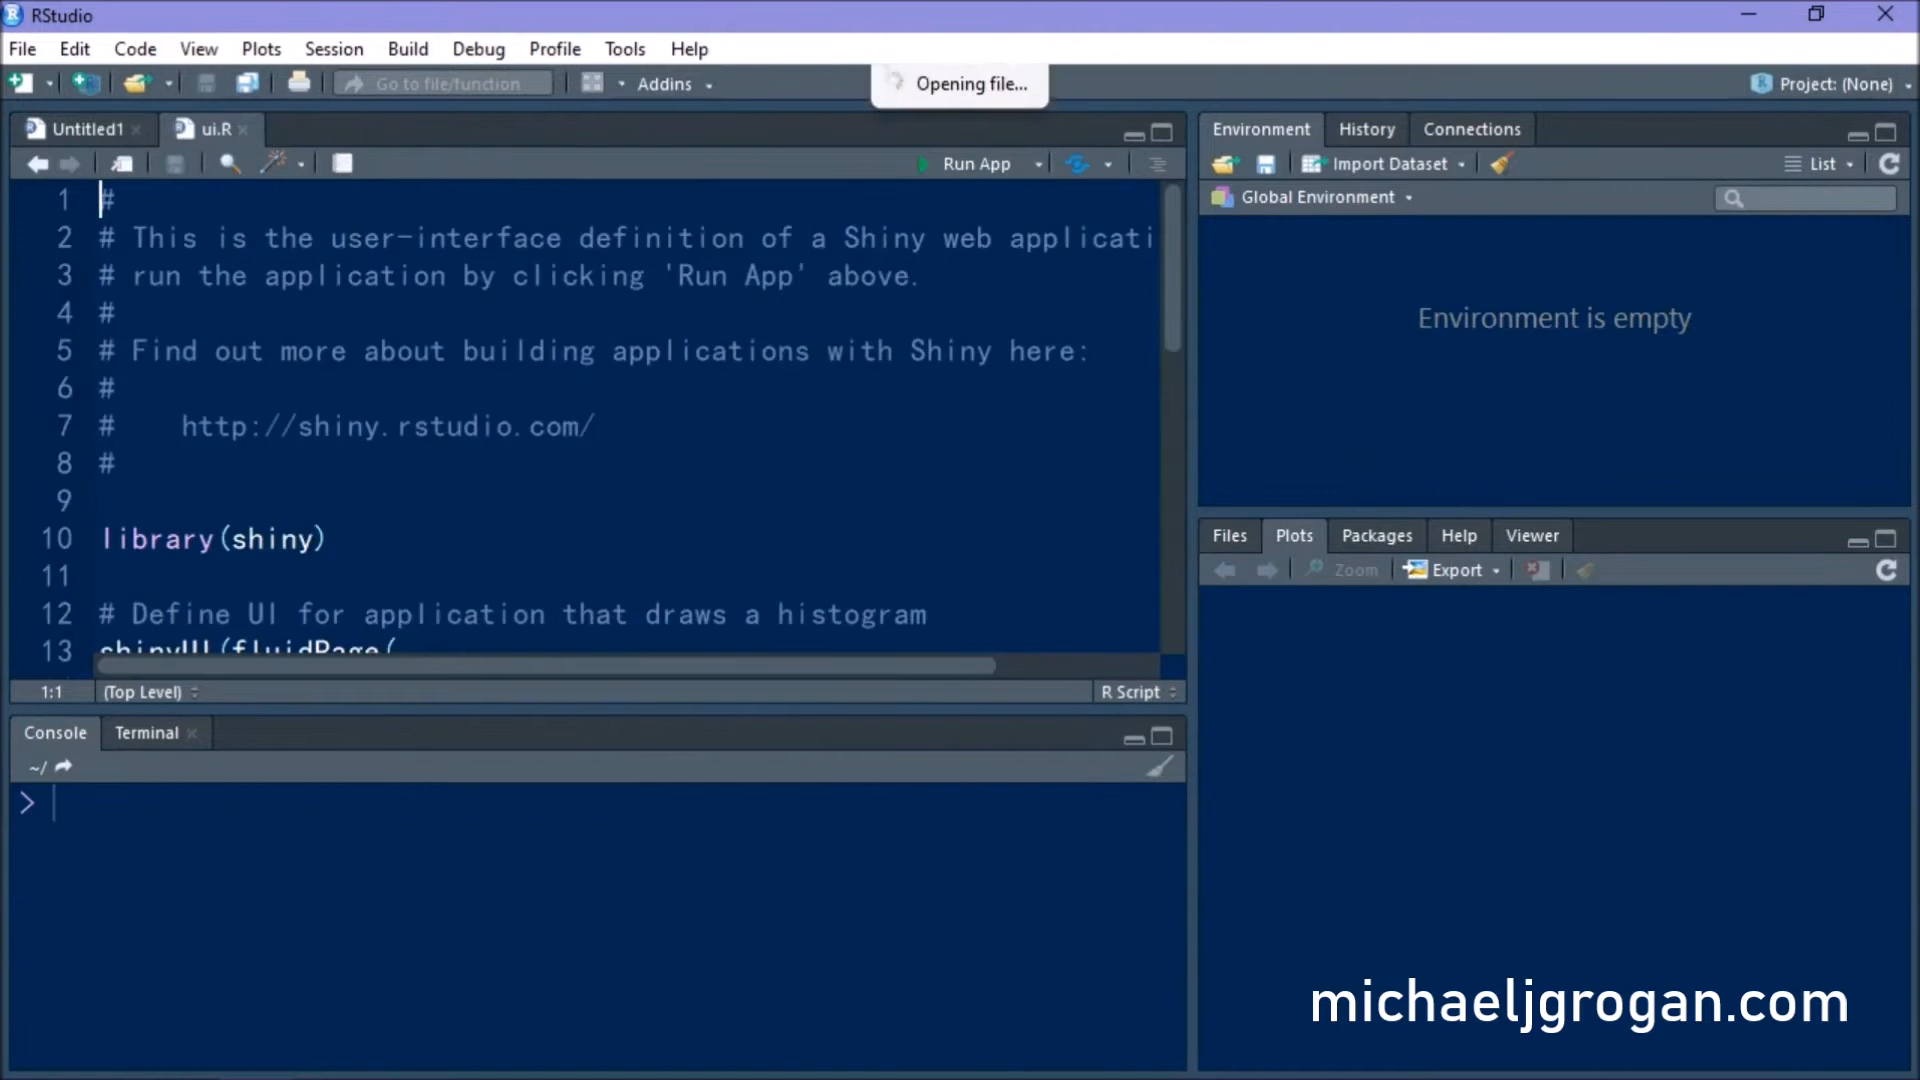 RStudio
File Edit Code View Plots Session Build Debug Profile Tools Help
Go to file/function Addins Opening file... Project: (None)
Untitled1 ui.R
Run App
1 #
2 # This is the user-interface definition of a Shiny web applicati
3 # run the application by clicking 'Run App' above.
4 #
5 # Find out more about building applications with Shiny here:
6 #
7 # http://shiny.rstudio.com/
8 #
9
10 library(shiny)
11
12 # Define UI for application that draws a histogram
13 shinyUI(fluidPage(
1:1 (Top Level) R Script
Console Terminal
~/
>
Environment History Connections
Import Dataset List
Global Environment
Environment is empty
Files Plots Packages Help Viewer
Zoom Export
michaeljgrogan.com